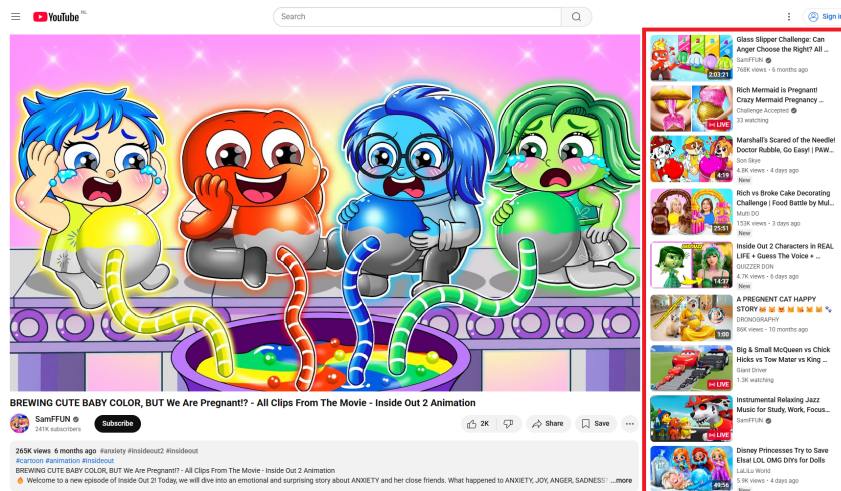 YouTube NL
Search
Sign in
BREWING CUTE BABY COLOR, BUT We Are Pregnant!? - All Clips From The Movie - Inside Out 2 Animation
SamFFUN
241K subscribers
Subscribe
2K
Share
Save
265K views 6 months ago #anxiety #insideout2 #insideout
#cartoon #animation #insideout
BREWING CUTE BABY COLOR, BUT We Are Pregnant!? - All Clips From The Movie - Inside Out 2 Animation
🔥 Welcome to a new episode of Inside Out 2! Today, we will dive into an emotional and surprising story about ANXIETY and her close friends. What happened to ANXIETY, JOY, ANGER, SADNESS? ...more
2:03:21
Glass Slipper Challenge: Can
Anger Choose the Right? All ...
SamFFUN
768K views • 6 months ago
LIVE
Rich Mermaid is Pregnant!
Crazy Mermaid Pregnancy ...
Challenge Accepted
33 watching
4:19
Marshall's Scared of the Needle!
Doctor Rubble, Go Easy! | PAW...
Son Skye
4.8K views • 4 days ago
New
25:51
Rich vs Broke Cake Decorating
Challenge | Food Battle by Mul...
Multi DO
153K views • 3 days ago
New
14:37
Inside Out 2 Characters in REAL
LIFE + Guess The Voice + ...
QUIZZER DON
4.7K views • 6 days ago
New
1:00
A PREGNENT CAT HAPPY
STORY
DRONOGRAPHY
86K views • 10 months ago
LIVE
Big & Small McQueen vs Chick
Hicks vs Tow Mater vs King ...
Giant Driver
1.3K watching
LIVE
Instrumental Relaxing Jazz
Music for Study, Work, Focus...
SamFFUN
49:56
Disney Princesses Try to Save
Elsa! LOL OMG DIYs for Dolls
LaLiLu World
5.9K views • 4 days ago
New